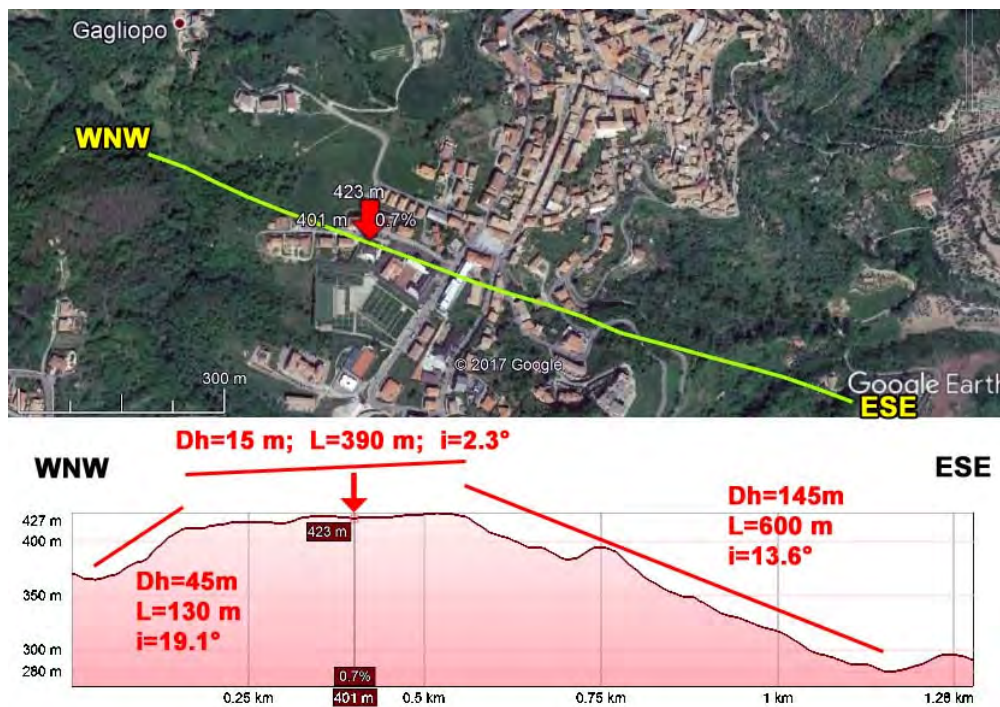 Gagliopo
WNW
423 m
401 m 0.7%
© 2017 Google
300 m
Google Earth
ESE
Dh=15 m; L=390 m; i=2.3°
WNW
ESE
427 m
400 m
350 m
300 m
280 m
423 m
Dh=45m
L=130 m
i=19.1°
Dh=145m
L=600 m
i=13.6°
0.7%
0.25 km
401 m
0.5 km
0.75 km
1 km
1.28 km